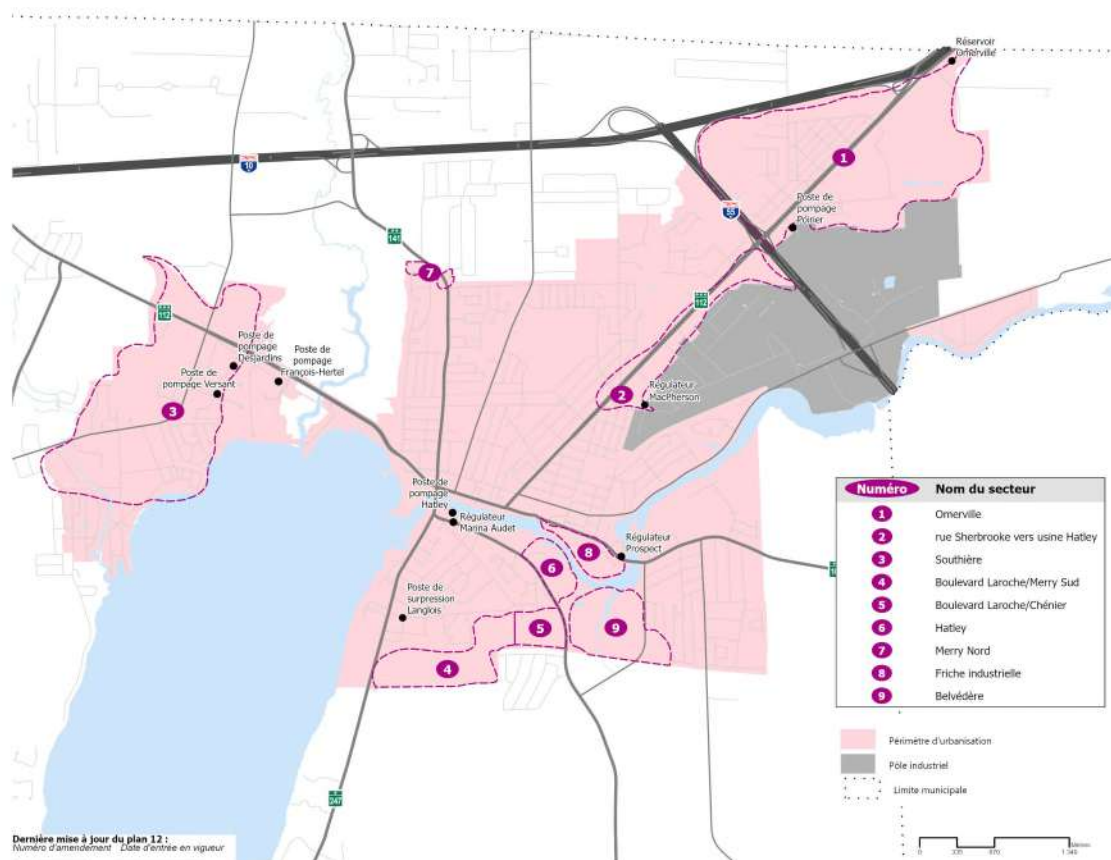 Réservoir
Omerville
1
10
55
141
Poste de
pompage
Poirier
7
112
112
Poste de
pompage
Desjardins
Poste de
pompage
François-Hertel
Poste de
pompage Versant
3
2
Régulateur
MacPherson
Poste de
pompage
Hatley
Régulateur
Marina Audet
Régulateur
Prospect
8
6
Poste de
surpression
Langlois
5
9
4
247
Numéro Nom du secteur
1 Omerville
2 rue Sherbrooke vers usine Hatley
3 Southière
4 Boulevard Laroche/Merry Sud
5 Boulevard Laroche/Chénier
6 Hatley
7 Merry Nord
8 Friche industrielle
9 Belvédère
Périmètre d'urbanisation
Pôle industriel
Limite municipale
Dernière mise à jour du plan 12 :
Numéro d'amendement Date d'entrée en vigueur
0 335 670 1 340